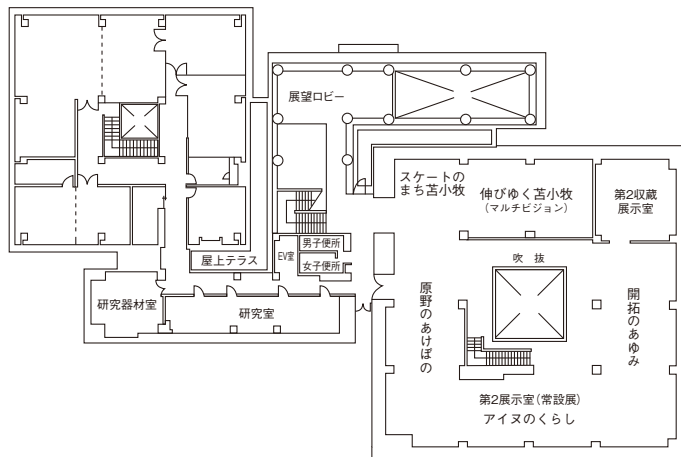 展望ロビー
スケートの
まち苫小牧
伸びゆく苫小牧
(マルチビジョン)
第2収蔵
展示室
男子便所
EV室
女子便所
屋上テラス
吹 抜
研究器材室
研究室
原野のあけぼの
開拓のあゆみ
第2展示室(常設展)
アイヌのくらし